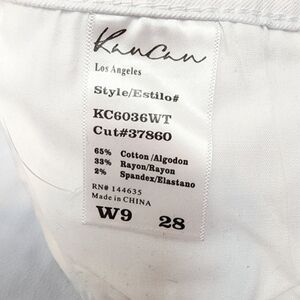 KanCan
Los Angeles
Style/Estilo#
KC6036WT
Cut#37860
65% Cotton/Algodon
33% Rayon/Rayon
2% Spandex/Elastano
RN# 144635
Made in CHINA
W9 28